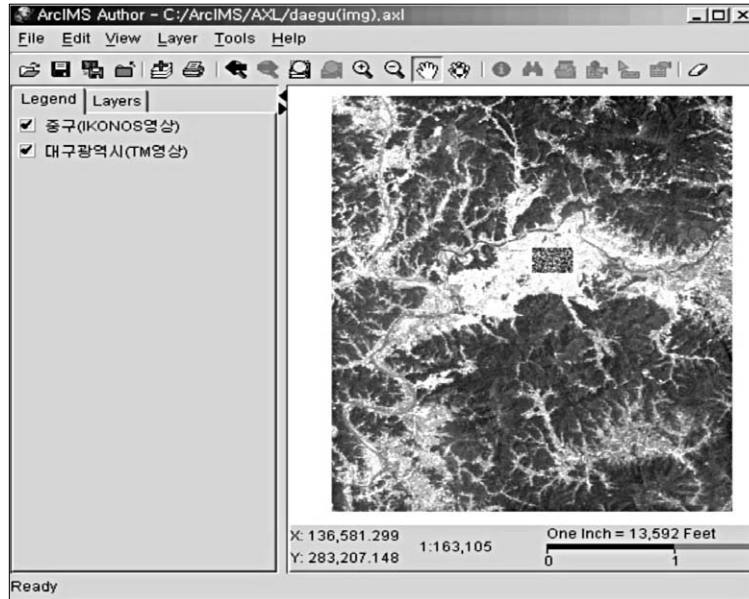 ArcIMS Author - C:/ArcIMS/AXL/daegu(img).axl
File Edit View Layer Tools Help
Legend Layers
중구(IKONOS영상)
대구광역시(TM영상)
X: 136,581.299
Y: 283,207.148
1:163,105
One Inch = 13,592 Feet
0 1
Ready